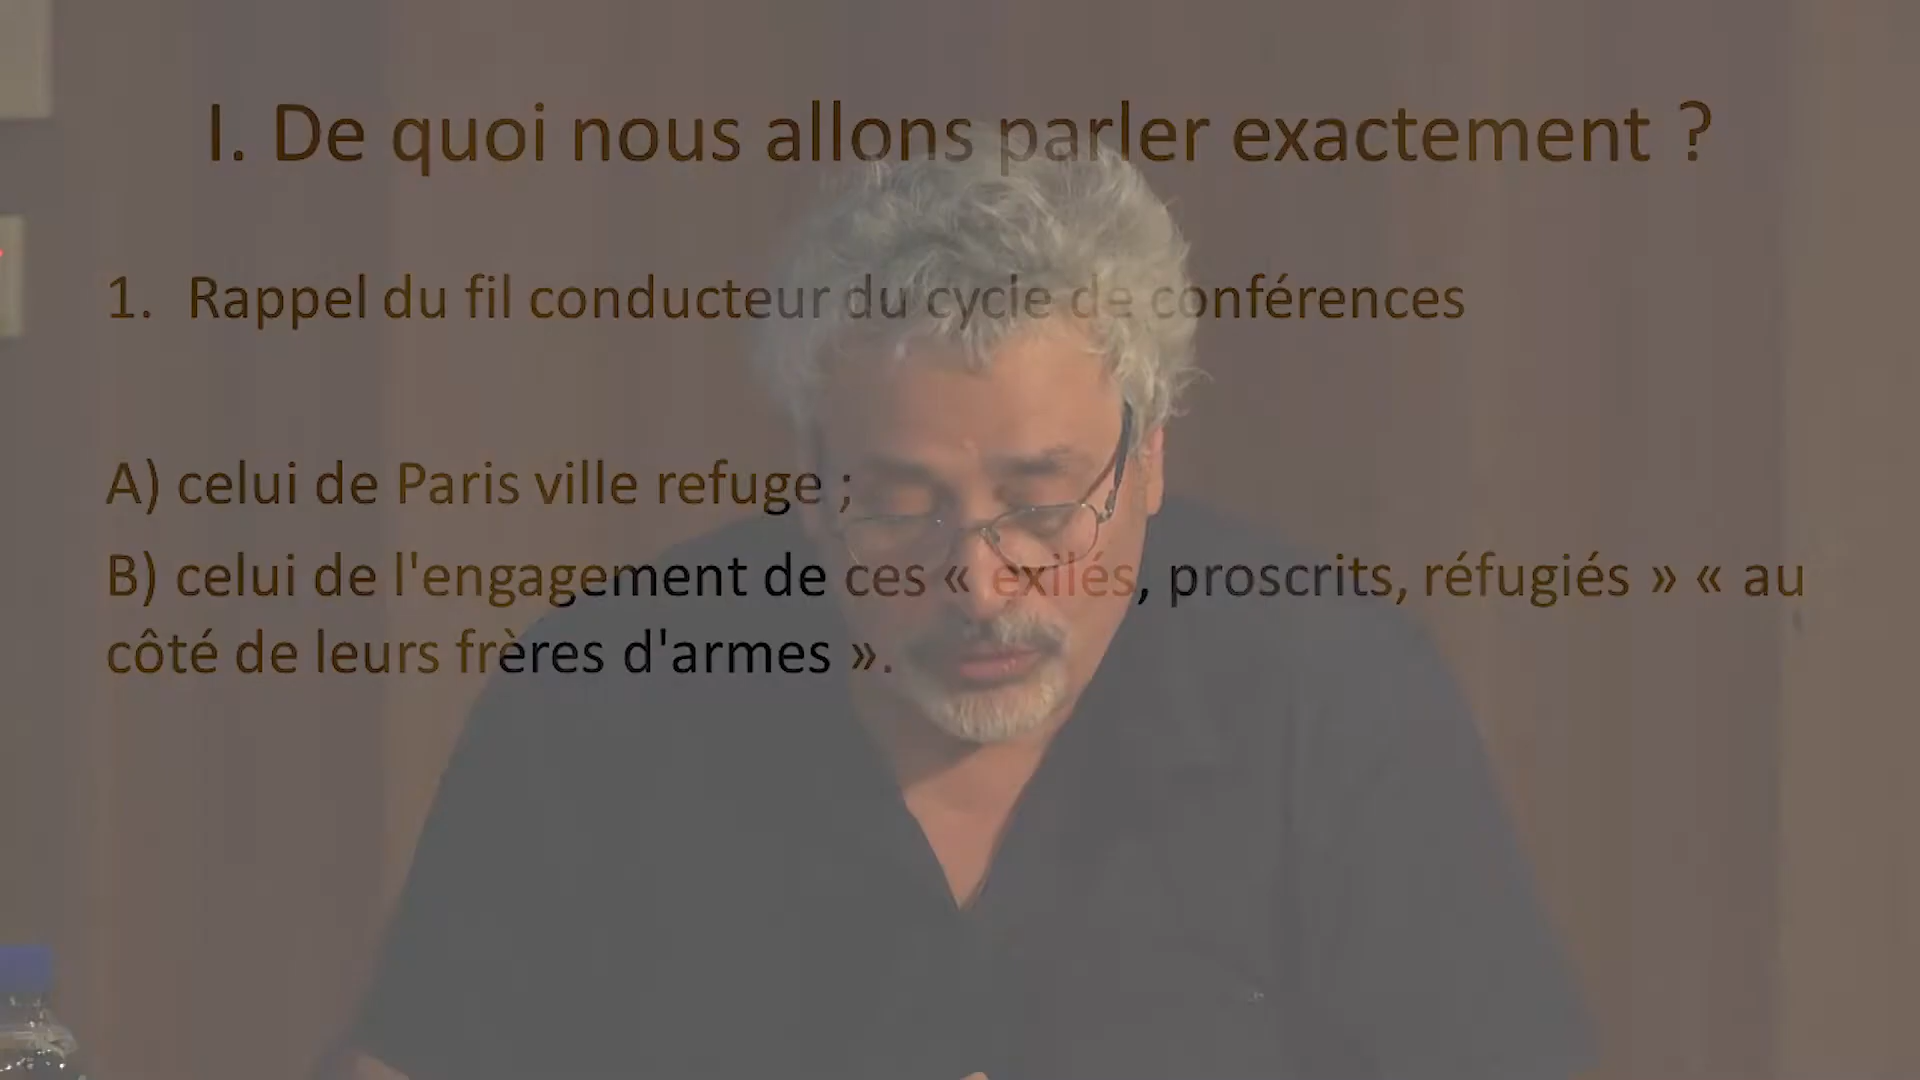 I. De quoi nous allons parler exactement ?
1. Rappel du fil conducteur du cycle de conférences
A) celui de Paris ville refuge ;
B) celui de l'engagement de ces « exilés, proscrits, réfugiés » « au
côté de leurs frères d'armes ».